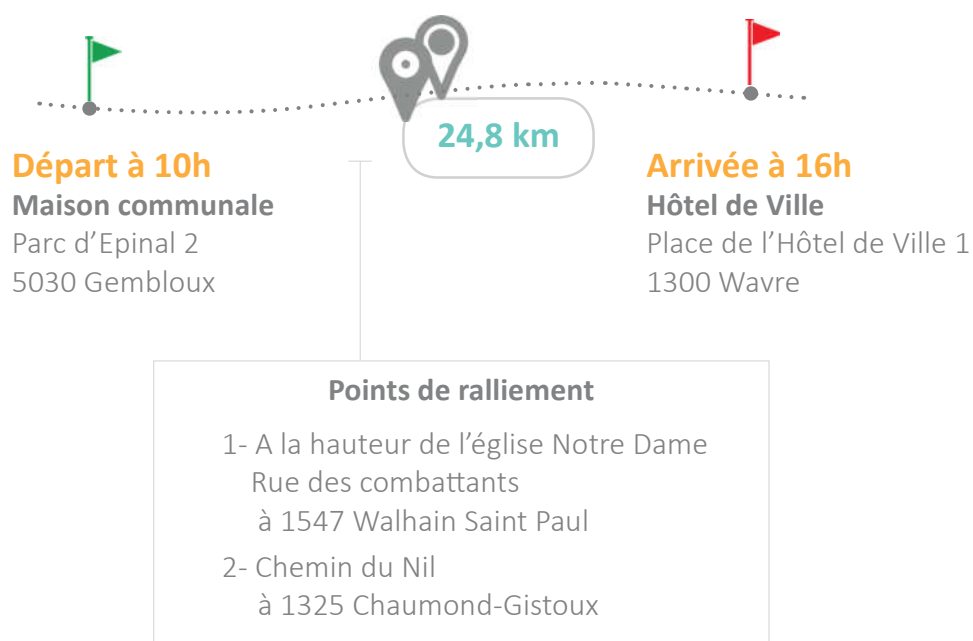 24,8 km
Départ à 10h
Maison communale
Parc d'Epinal 2
5030 Gembloux
Arrivée à 16h
Hôtel de Ville
Place de l'Hôtel de Ville 1
1300 Wavre
Points de ralliement
1- A la hauteur de l'église Notre Dame
Rue des combattants
à 1547 Walhain Saint Paul
2- Chemin du Nil
à 1325 Chaumond-Gistoux